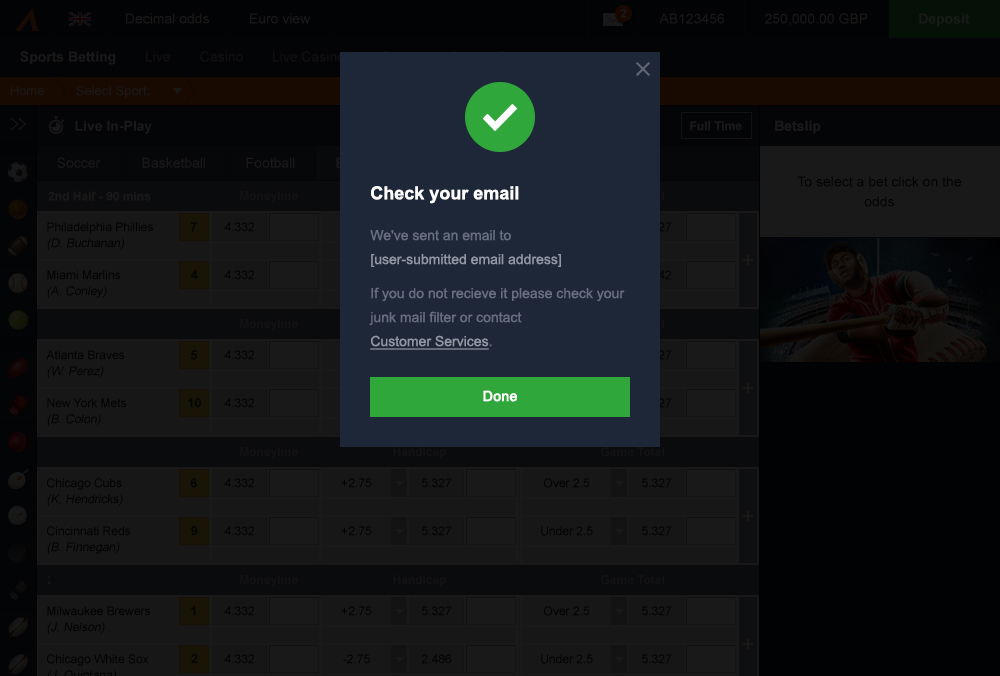 Decimal odds Euro view 2 AB123456 250,000.00 GBP Deposit
Sports Betting Live Casino Live Casino
Home Select Sport
Live In-Play Full Time Betslip
Soccer Basketball Football
To select a bet click on the
odds
2nd Half - 90 mins Moneyline
Philadelphia Phillies 7 4.332
(D. Buchanan)
Miami Marlins 4 4.332
(A. Conley)
Moneyline
Atlanta Braves 5 4.332
(W. Perez)
New York Mets 10 4.332
(B. Colon)
Check your email
We've sent an email to
[user-submitted email address]
If you do not recieve it please check your
junk mail filter or contact
Customer Services.
Done
Moneyline Handicap Game Total
Chicago Cubs 6 4.332 +2.75 5.327 Over 2.5 5.327
(K. Hendricks)
Cincinnati Reds 9 4.332 +2.75 5.327 Under 2.5 5.327
(B. Finnegan)
: Moneyline Handicap Game Total
Milwaukee Brewers 1 4.332 +2.75 5.327 Over 2.5 5.327
(J. Nelson)
Chicago White Sox 2 4.332 -2.75 2.486 Under 2.5 5.327
(J. Quintana)